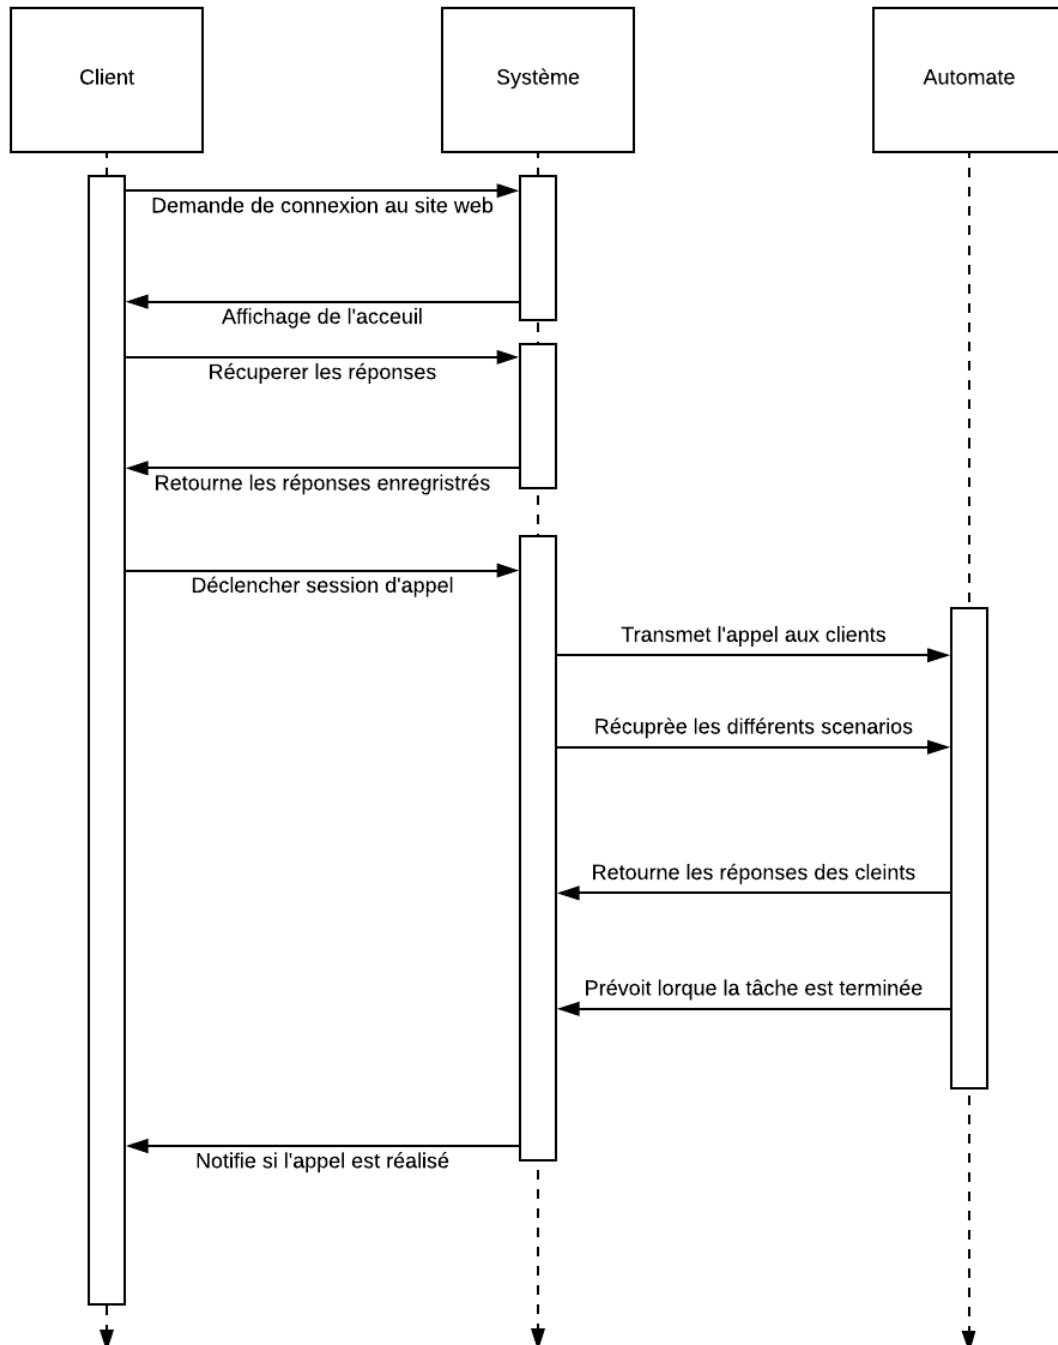 Client
Système
Automate
Demande de connexion au site web
Affichage de l'acceuil
Récuperer les réponses
Retourne les réponses enregristrés
Déclencher session d'appel
Transmet l'appel aux clients
Récuprèe les différents scenarios
Retourne les réponses des cleints
Prévoit lorque la tâche est terminée
Notifie si l'appel est réalisé